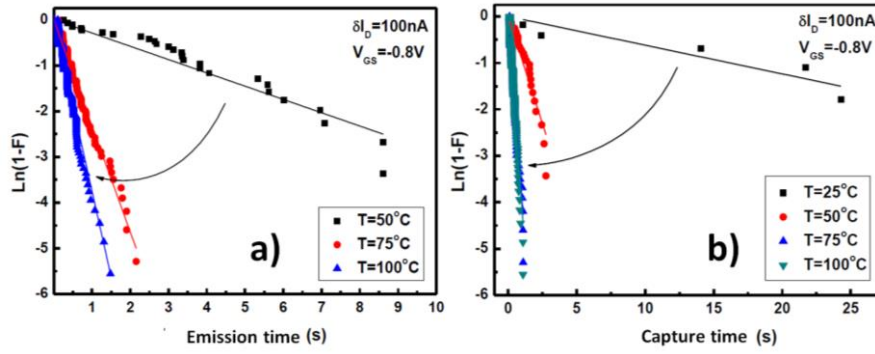 δI_D=100nA
V_GS=-0.8V
0
-1
-2
-3
-4
-5
-6
Ln(1-F)
T=50°C
T=75°C
T=100°C
a)
0 1 2 3 4 5 6 7 8 9 10
Emission time (s)
δI_D=100nA
V_GS=-0.8V
0
-1
-2
-3
-4
-5
-6
Ln(1-F)
T=25°C
T=50°C
T=75°C
T=100°C
b)
0 5 10 15 20 25
Capture time (s)